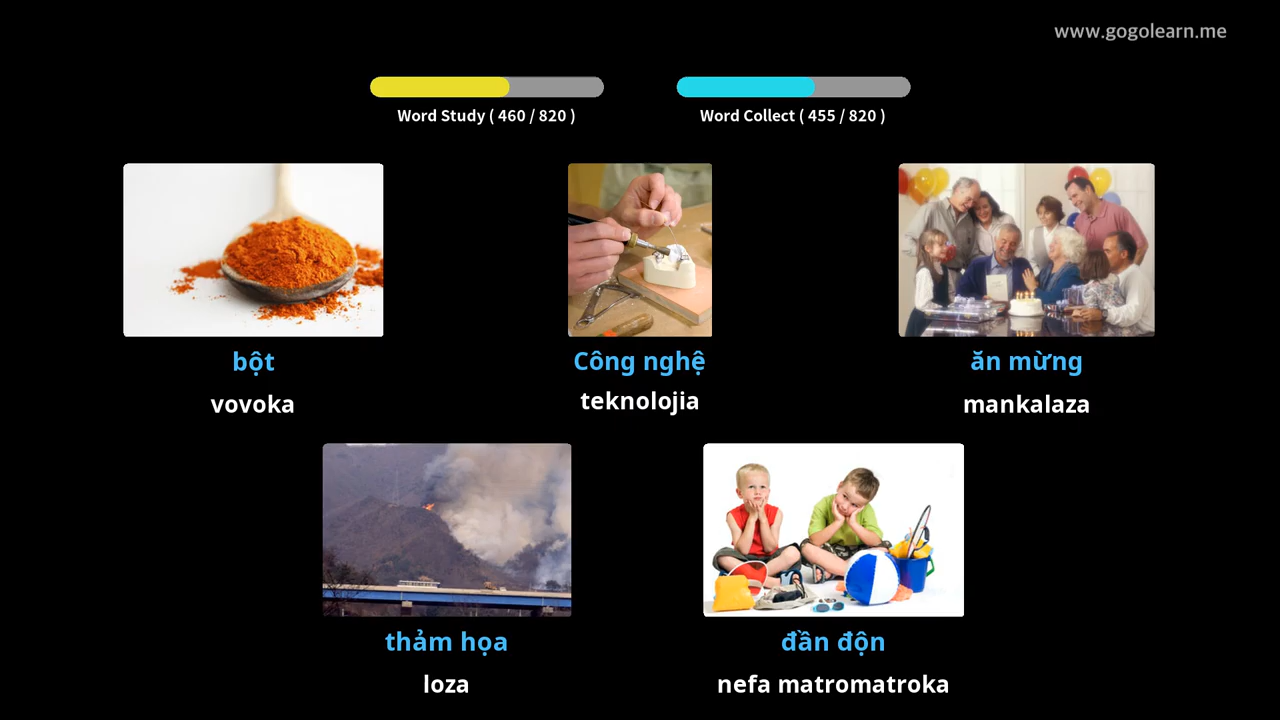 www.gogolearn.me
Word Study ( 460 / 820 )
Word Collect ( 455 / 820 )
bột
Công nghệ
ăn mừng
vovoka
teknolojia
mankalaza
thảm họa
đần độn
loza
nefa matromatroka